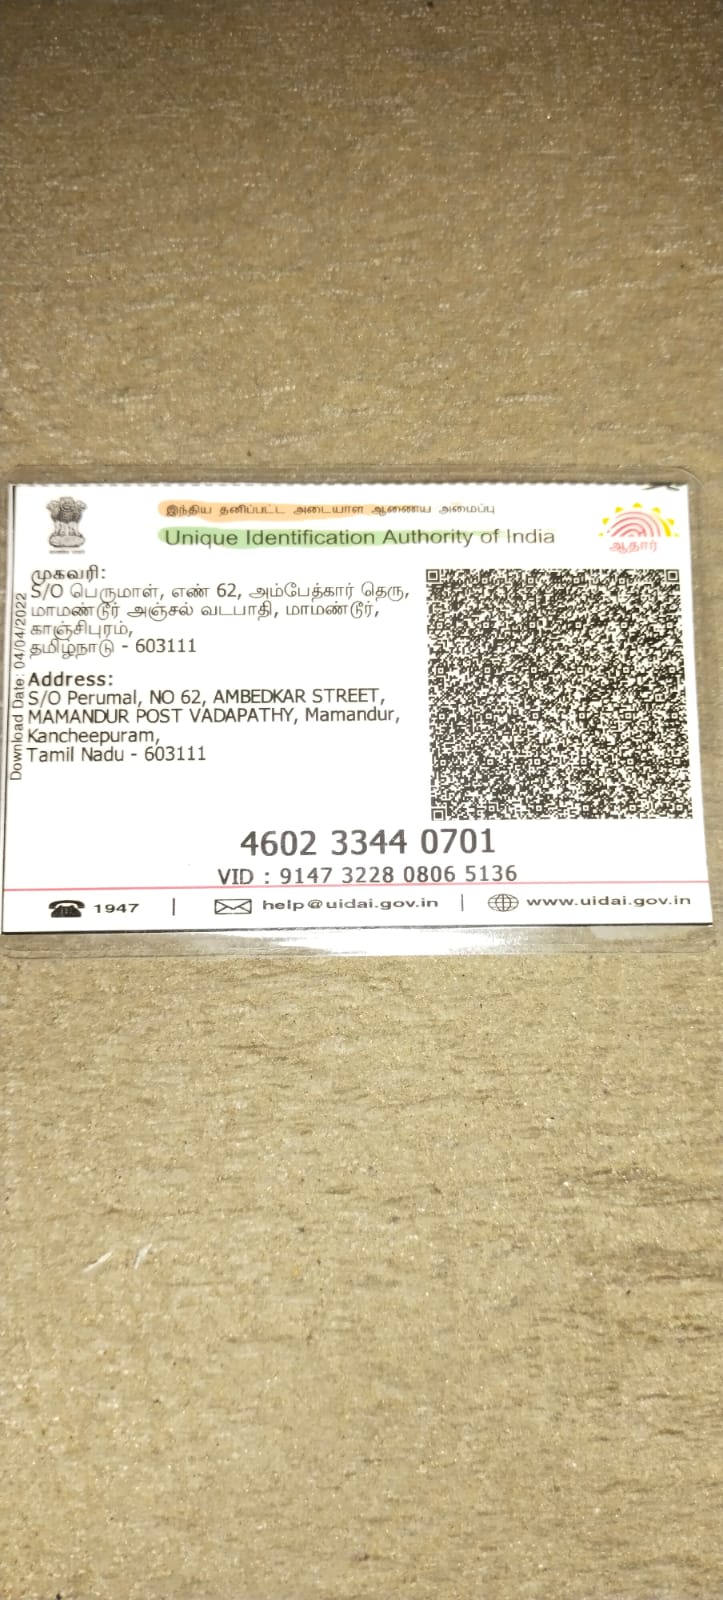 இந்திய தனிப்பட்ட அடையாள ஆணைய அமைப்பு
Unique Identification Authority of India
ஆதார்
முகவரி:
S/O பெருமாள், எண் 62, அம்பேத்கார் தெரு,
மாமண்டூர் அஞ்சல் வடபாதி, மாமண்டூர்,
காஞ்சிபுரம்,
தமிழ்நாடு - 603111
Address:
S/O Perumal, NO 62, AMBEDKAR STREET,
MAMANDUR POST VADAPATHY, Mamandur,
Kancheepuram,
Tamil Nadu - 603111
Download Date: 04/04/2022
4602 3344 0701
VID : 9147 3228 0806 5136
1947 | help@uidai.gov.in | www.uidai.gov.in